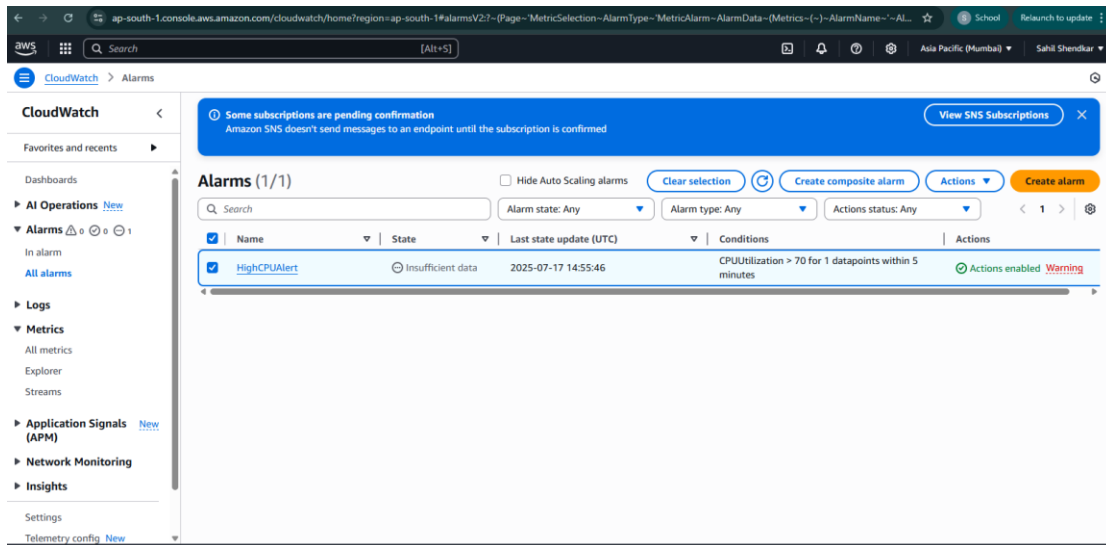 ap-south-1.console.aws.amazon.com/cloudwatch/home?region=ap-south-1#alarmsV2:?~(Page~'MetricSelection~AlarmType~'MetricAlarm~AlarmData~(Metrics~(~)~AlarmName~'~Al...
S School
Relaunch to update
aws
Search
[Alt+S]
Asia Pacific (Mumbai)
Sahil Shendkar
CloudWatch > Alarms
CloudWatch
Favorites and recents
Dashboards
AI Operations New
Alarms 0 0 1
In alarm
All alarms
Logs
Metrics
All metrics
Explorer
Streams
Application Signals New
(APM)
Network Monitoring
Insights
Settings
Telemetry config New
Some subscriptions are pending confirmation
Amazon SNS doesn't send messages to an endpoint until the subscription is confirmed
View SNS Subscriptions
Alarms (1/1)
Hide Auto Scaling alarms
Clear selection
Create composite alarm
Actions
Create alarm
Search
Alarm state: Any
Alarm type: Any
Actions status: Any
< 1 >
Name
State
Last state update (UTC)
Conditions
Actions
HighCPUAlert
Insufficient data
2025-07-17 14:55:46
CPUUtilization > 70 for 1 datapoints within 5
minutes
Actions enabled Warning